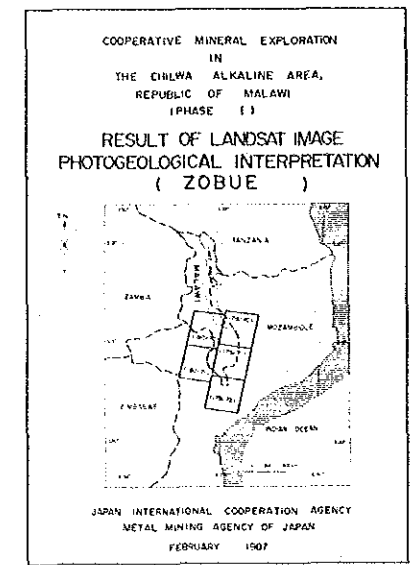 COOPERATIVE MINERAL EXPLORATION
IN
THE CHILWA ALKALINE AREA,
REPUBLIC OF MALAWI
(PHASE I)
RESULT OF LANDSAT IMAGE
PHOTOGEOLOGICAL INTERPRETATION
( ZOBUE )
TANZANIA
MALAWI
ZAMBIA
MOZAMBIQUE
INDIAN OCEAN
JAPAN INTERNATIONAL COOPERATION AGENCY
METAL MINING AGENCY OF JAPAN
FEBRUARY 1987